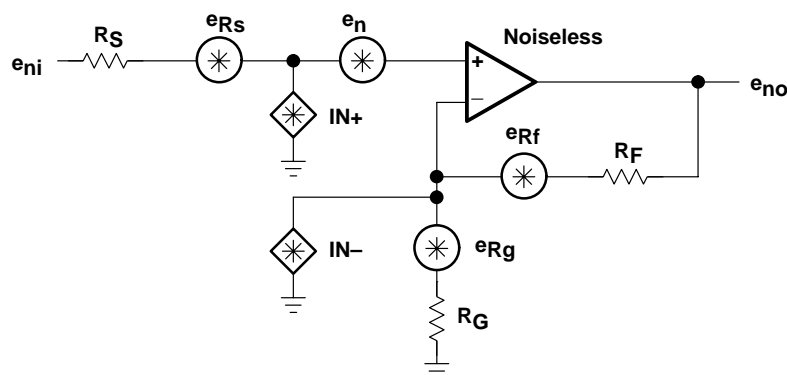 eRs
en
Noiseless
RS
eni
+
–
eno
IN+
eRf
RF
IN–
eRg
RG